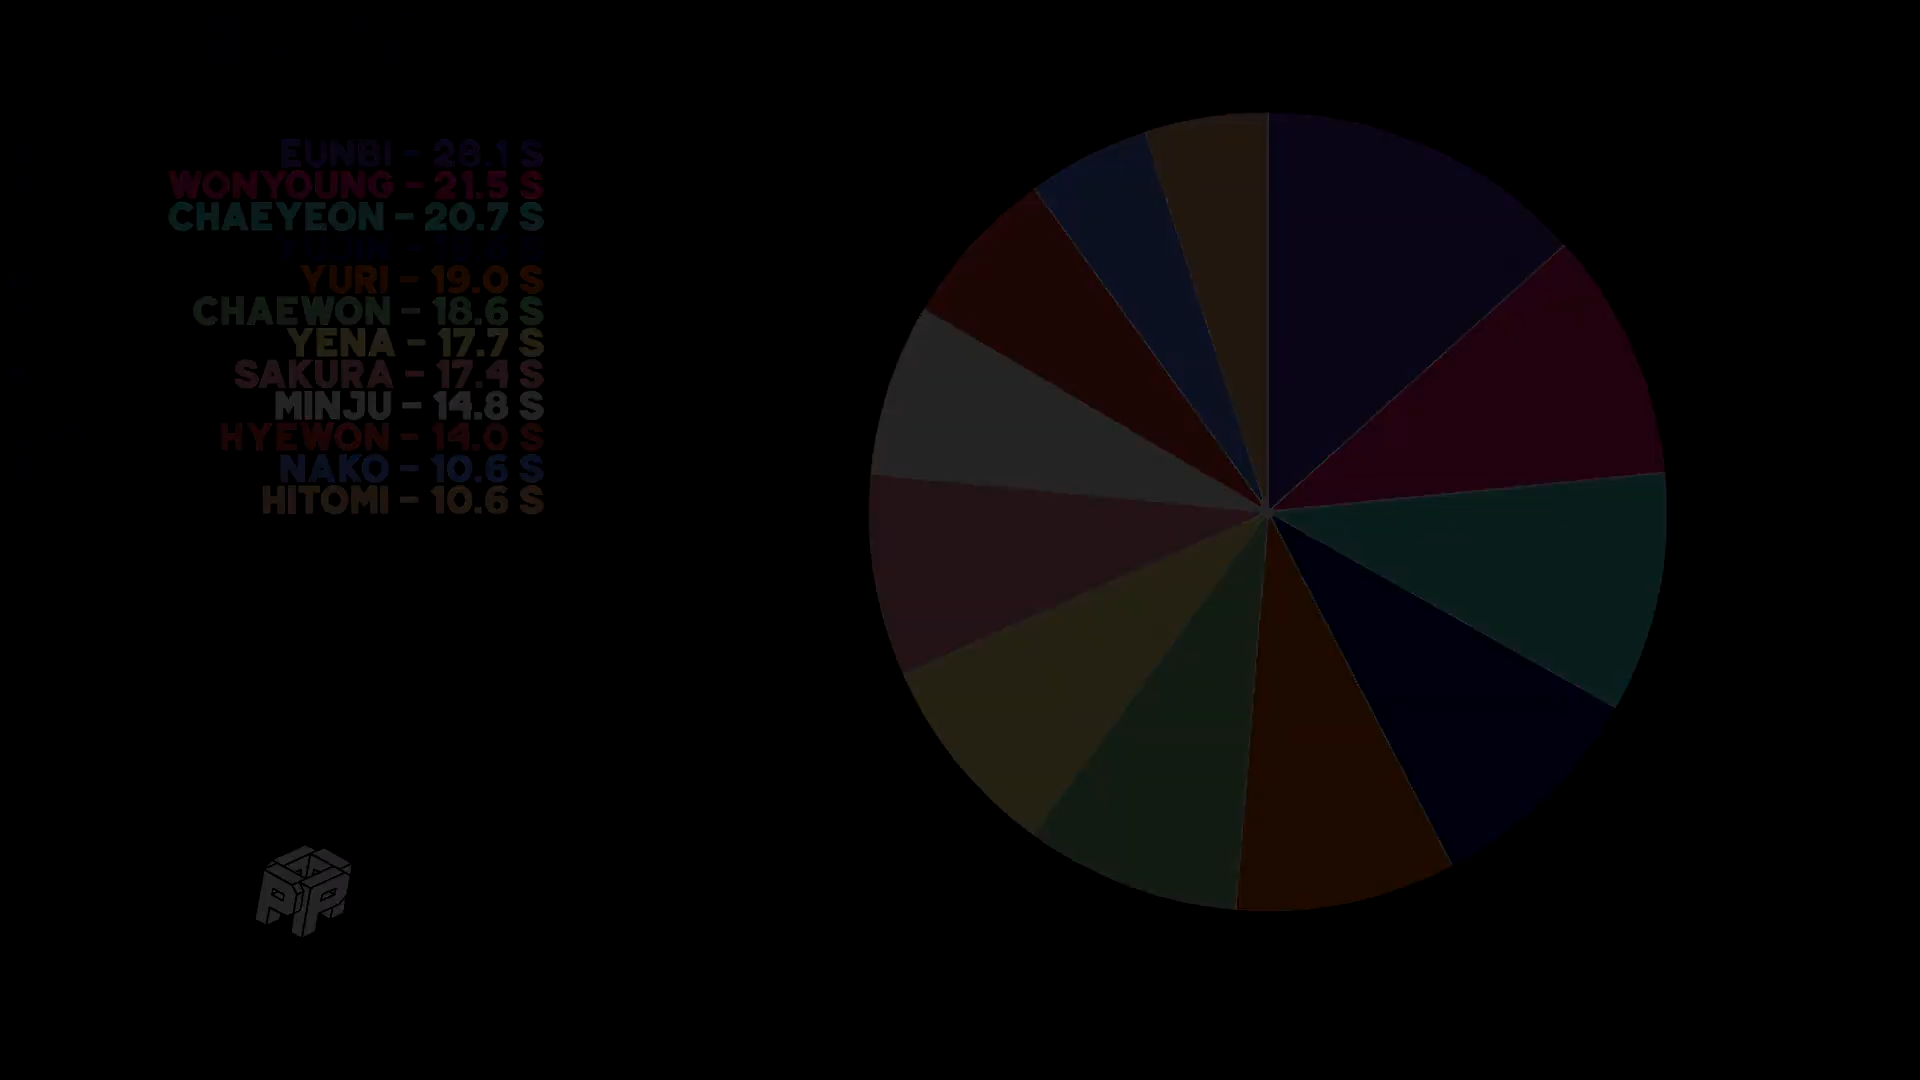 EUNBI - 28.1 S
WONYOUNG - 21.5 S
CHAEYEON - 20.7 S
YUJIN
YURI - 19.0 S
CHAEWON - 18.6 S
YENA - 17.7 S
SAKURA - 17.4 S
MINJU - 14.8 S
HYEWON - 14.0 S
NAKO - 10.6 S
HITOMI - 10.6 S